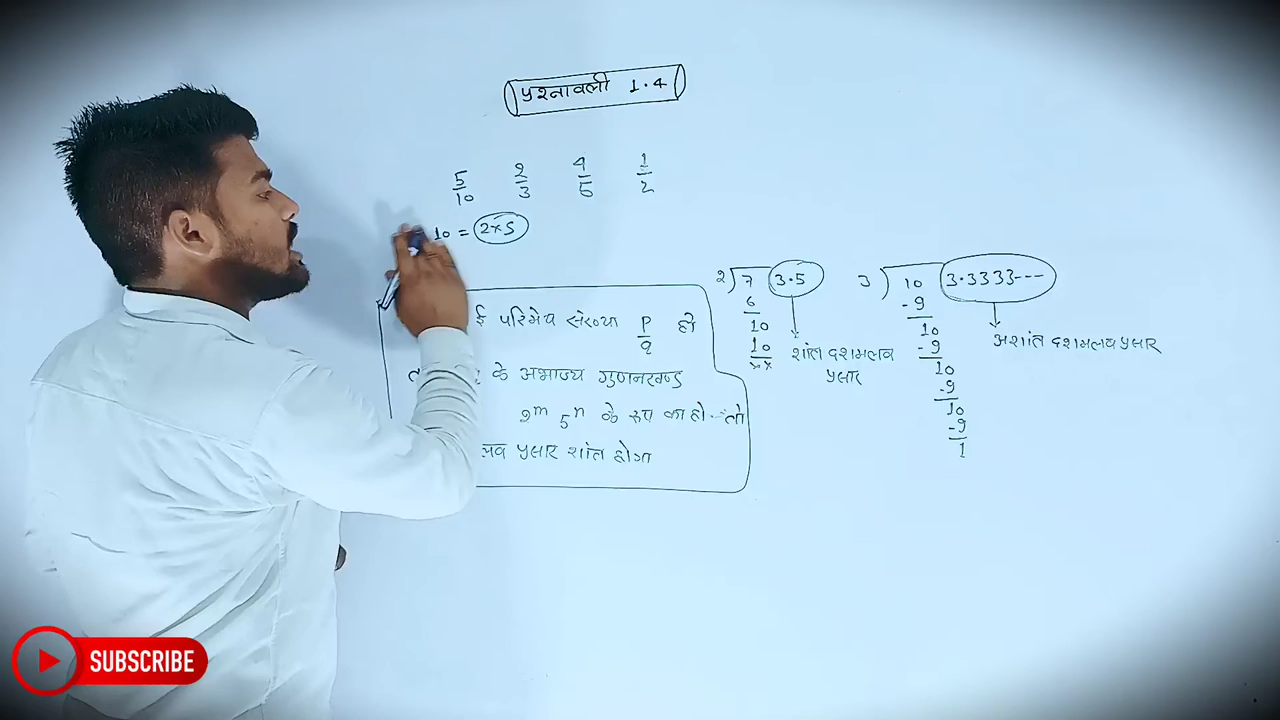 प्रश्नावली 1.4
5/10 2/3 4/5 1/2
10 = 2×5
परिमेय संख्या p/q हो
के अभाज्य गुणनखण्ड
2^m 5^n के रूप का हो तो
प्रसार शांत होगा
2 7 3.5
6
10
10
××
शांत दशमलव
प्रसार
3 10 3.3333---
-9
10
-9
10
-9
10
-9
1
अशांत दशमलव प्रसार
SUBSCRIBE